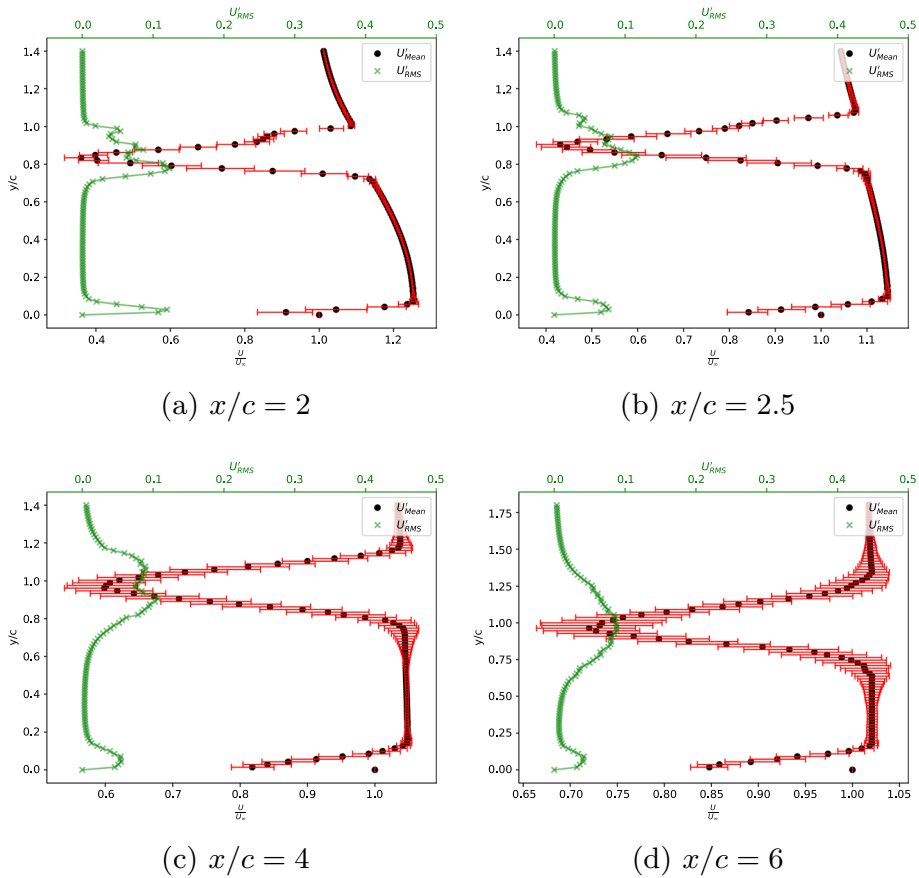 U'RMS
0.0 0.1 0.2 0.3 0.4 0.5
1.4
1.2
1.0
0.8
0.6
0.4
0.2
0.0
y/c
U'Mean
U'RMS
0.4 0.6 0.8 1.0 1.2
U/U∞
(a) x/c = 2
U'RMS
0.0 0.1 0.2 0.3 0.4 0.5
1.4
1.2
1.0
0.8
0.6
0.4
0.2
0.0
y/c
U'Mean
U'RMS
0.4 0.5 0.6 0.7 0.8 0.9 1.0 1.1
U/U∞
(b) x/c = 2.5
U'RMS
0.0 0.1 0.2 0.3 0.4 0.5
1.4
1.2
1.0
0.8
0.6
0.4
0.2
0.0
y/c
U'Mean
U'RMS
0.6 0.7 0.8 0.9 1.0
U/U∞
(c) x/c = 4
U'RMS
0.0 0.1 0.2 0.3 0.4 0.5
1.75
1.50
1.25
1.00
0.75
0.50
0.25
0.00
y/c
U'Mean
U'RMS
0.65 0.70 0.75 0.80 0.85 0.90 0.95 1.00 1.05
U/U∞
(d) x/c = 6